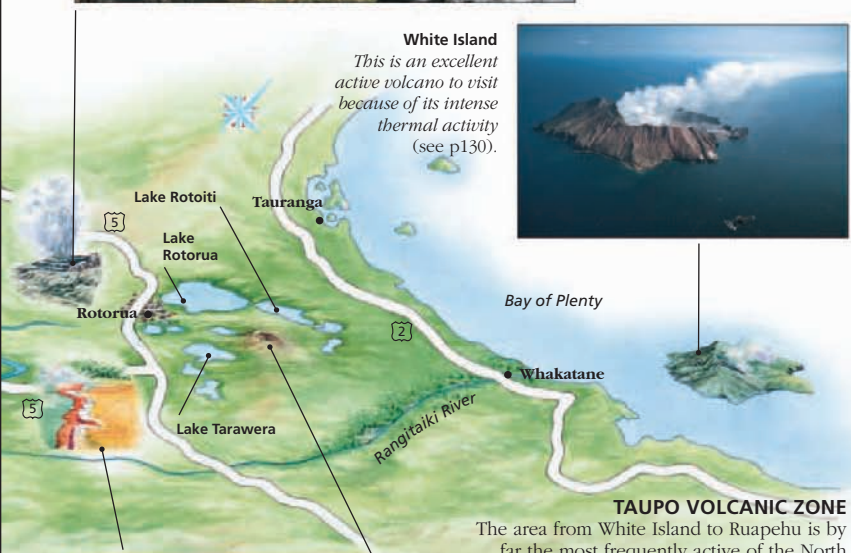 White Island
This is an excellent
active volcano to visit
because of its intense
thermal activity
(see p130).
Lake Rotoiti
Tauranga
5
Lake
Rotorua
Bay of Plenty
Rotorua
2
Whakatane
5
Lake Tarawera
Rangitaiki River
TAUPO VOLCANIC ZONE
The area from White Island to Ruapehu is by
far the most frequently active of the North